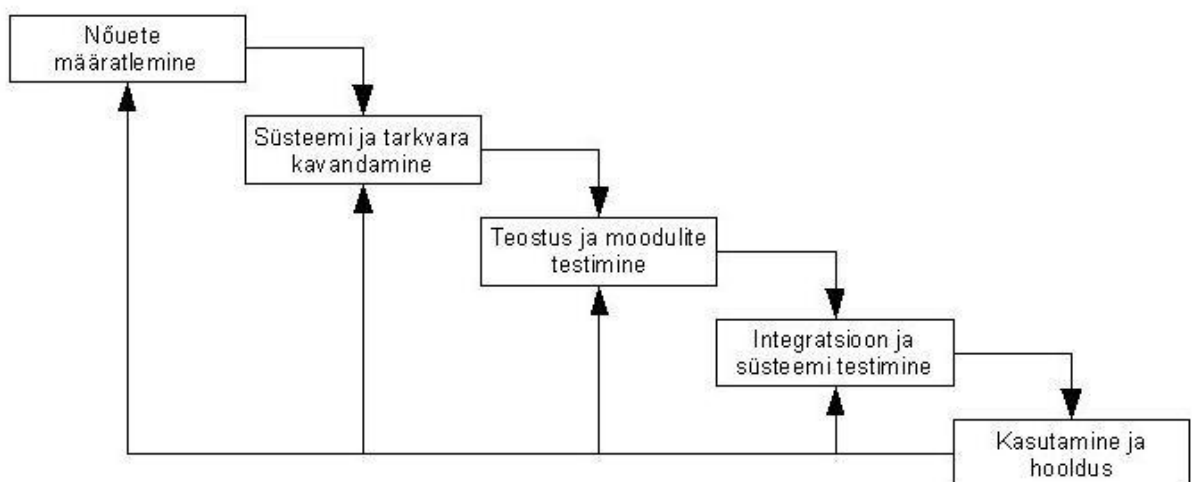 Nõuete
määratlemine
Süsteemi ja tarkvara
kavandamine
Teostus ja moodulite
testimine
Integratsioon ja
süsteemi testimine
Kasutamine ja
hooldus